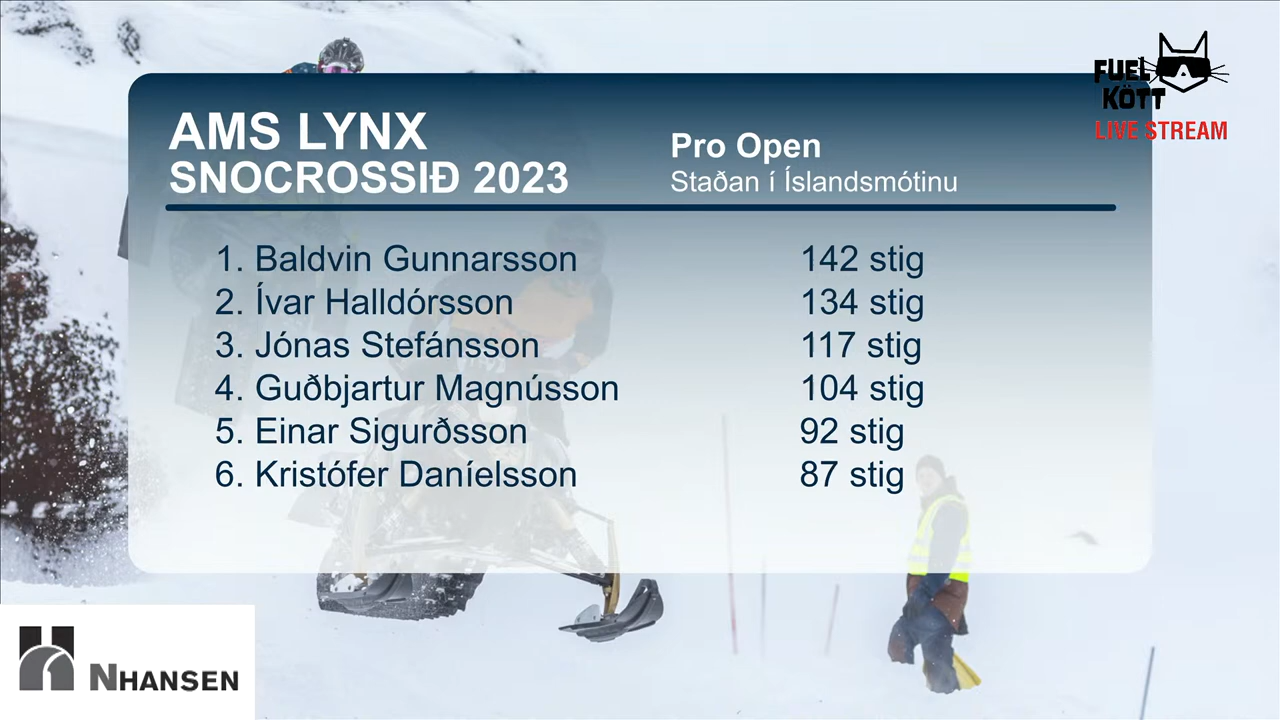 FUEL
KÖTT
LIVE STREAM
AMS LYNX
SNOCROSSIÐ 2023
Pro Open
Staðan í Íslandsmótinu
1. Baldvin Gunnarsson 142 stig
2. Ívar Halldórsson 134 stig
3. Jónas Stefánsson 117 stig
4. Guðbjartur Magnússon 104 stig
5. Einar Sigurðsson 92 stig
6. Kristófer Daníelsson 87 stig
NHANSEN